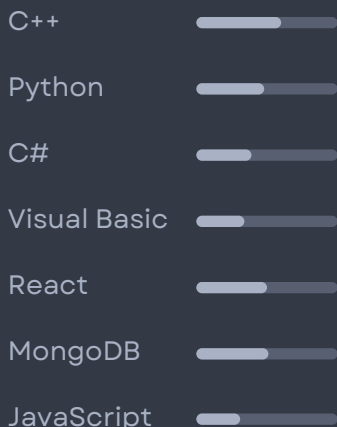 C++
Python
C#
Visual Basic
React
MongoDB
JavaScript